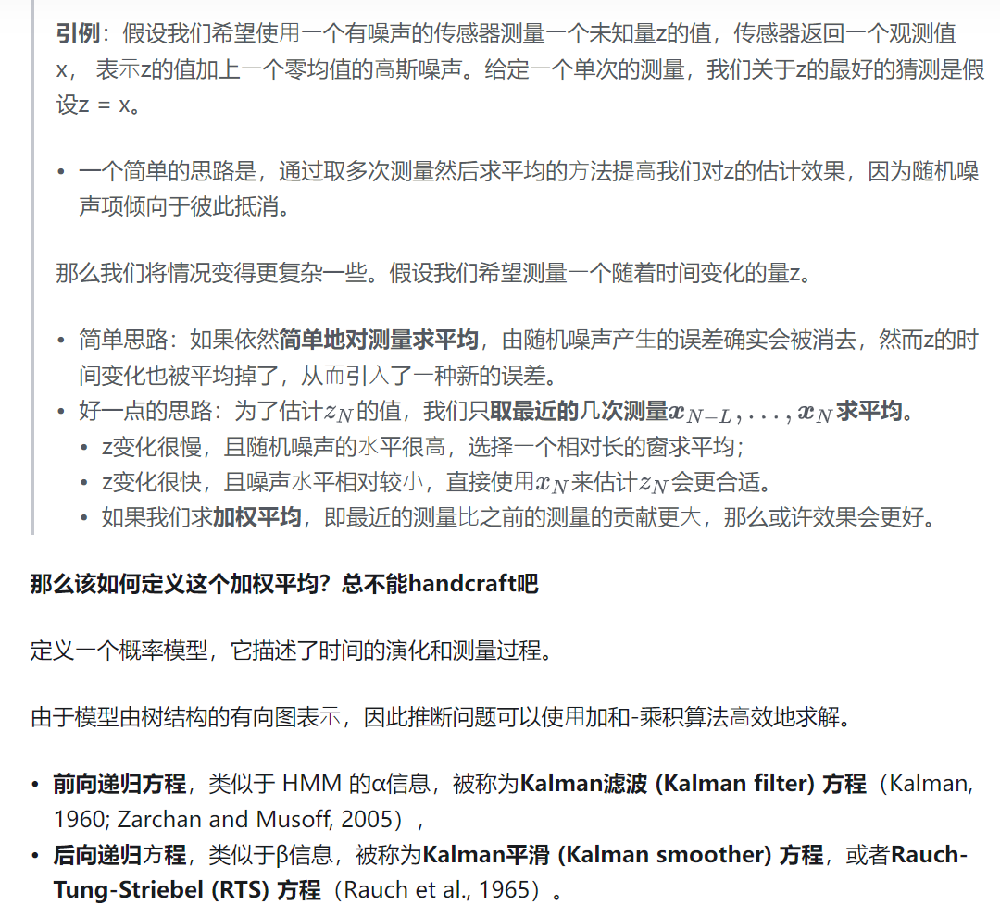 引例：假设我们希望使用一个有噪声的传感器测量一个未知量z的值，传感器返回一个观测值
x， 表示z的值加上一个零均值的高斯噪声。给定一个单次的测量，我们关于z的最好的猜测是假
设z = x。
• 一个简单的思路是，通过取多次测量然后求平均的方法提高我们对z的估计效果，因为随机噪
声项倾向于彼此抵消。
那么我们将情况变得更复杂一些。假设我们希望测量一个随着时间变化的量z。
• 简单思路：如果依然简单地对测量求平均，由随机噪声产生的误差确实会被消去，然而z的时
间变化也被平均掉了，从而引入了一种新的误差。
• 好一点的思路：为了估计z_N的值，我们只取最近的几次测量x_{N−L}, . . . , x_N求平均。
• z变化很慢，且随机噪声的水平很高，选择一个相对长的窗求平均；
• z变化很快，且噪声水平相对较小，直接使用x_N来估计z_N会更合适。
• 如果我们求加权平均，即最近的测量比之前的测量的贡献更大，那么或许效果会更好。
那么该如何定义这个加权平均？总不能handcraft吧
定义一个概率模型，它描述了时间的演化和测量过程。
由于模型由树结构的有向图表示，因此推断问题可以使用加和-乘积算法高效地求解。
• 前向递归方程，类似于 HMM 的α信息，被称为Kalman滤波 (Kalman filter) 方程（Kalman,
1960; Zarchan and Musoff, 2005），
• 后向递归方程，类似于β信息，被称为Kalman平滑 (Kalman smoother) 方程，或者Rauch-
Tung-Striebel (RTS) 方程（Rauch et al., 1965）。